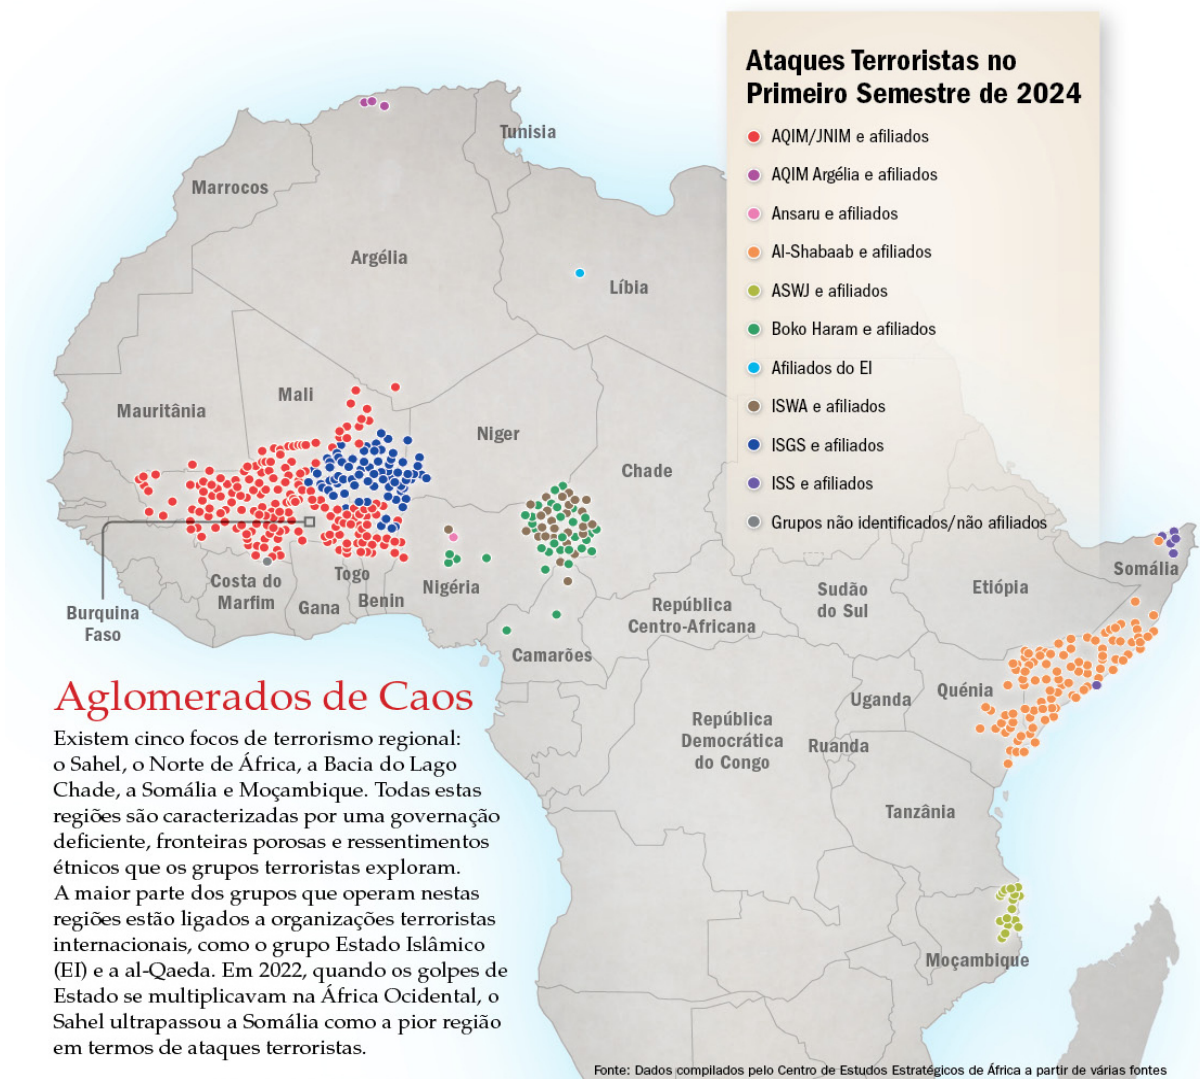 Ataques Terroristas no
Primeiro Semestre de 2024
AQIM/JNIM e afiliados
AQIM Argélia e afiliados
Ansaru e afiliados
Al-Shabaab e afiliados
ASWJ e afiliados
Boko Haram e afiliados
Afiliados do EI
ISWA e afiliados
ISGS e afiliados
ISS e afiliados
Grupos não identificados/não afiliados
Tunisia
Marrocos
Argélia
Líbia
Mali
Mauritânia
Niger
Chade
Costa do
Marfim
Togo
Gana
Benin
Nigéria
Burquina
Faso
Camarões
República
Centro-Africana
Sudão
do Sul
Etiópia
Somália
Uganda
Quénia
República
Democrática
do Congo
Ruanda
Tanzânia
Moçambique
Aglomerados de Caos
Existem cinco focos de terrorismo regional:
o Sahel, o Norte de África, a Bacia do Lago
Chade, a Somália e Moçambique. Todas estas
regiões são caracterizadas por uma governação
deficiente, fronteiras porosas e ressentimentos
étnicos que os grupos terroristas exploram.
A maior parte dos grupos que operam nestas
regiões estão ligados a organizações terroristas
internacionais, como o grupo Estado Islâmico
(EI) e a al-Qaeda. Em 2022, quando os golpes de
Estado se multiplicavam na África Ocidental, o
Sahel ultrapassou a Somália como a pior região
em termos de ataques terroristas.
Fonte: Dados compilados pelo Centro de Estudos Estratégicos de África a partir de várias fontes